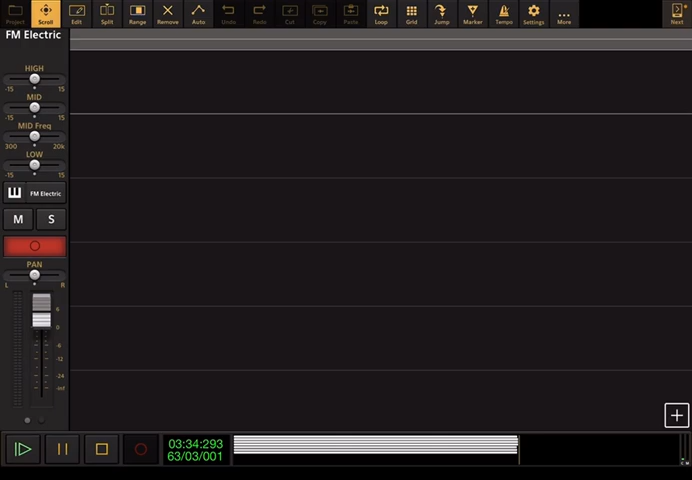 Project Scroll Edit Split Range Remove Auto Undo Redo Cut Copy Paste Loop Grid Jump Marker Tempo Settings More Next
FM Electric
HIGH
-15 15
MID
-15 15
MID Freq
300 20k
LOW
-15 15
FM Electric
M S
PAN
L R
6
0
-6
-12
-24
-inf
03:34:293
63/03/001
C M